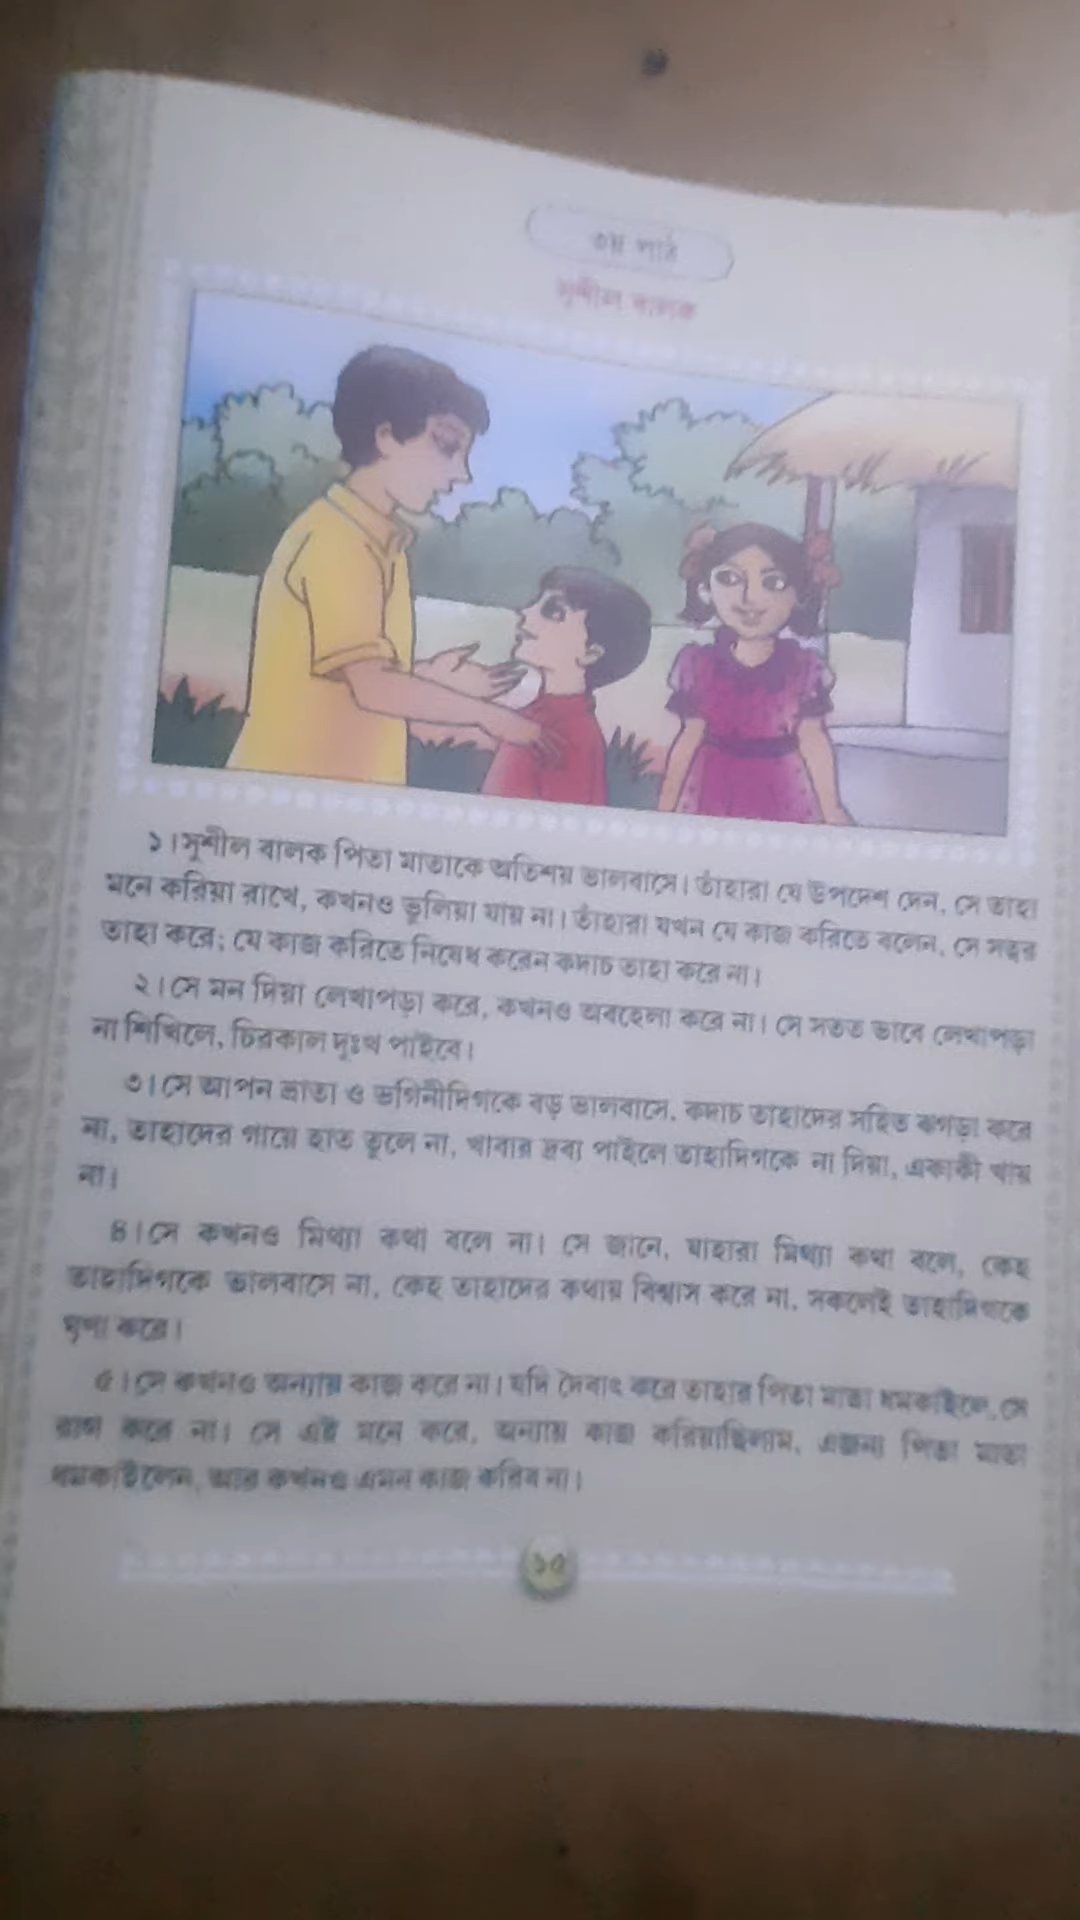 ৩য় পাঠ
সুশীল বালক
১।সুশীল বালক পিতা মাতাকে অতিশয় ভালবাসে। তাঁহারা যে উপদেশ দেন, সে তাহা
মনে করিয়া রাখে, কখনও ভুলিয়া যায় না। তাঁহারা যখন যে কাজ করিতে বলেন, সে সত্বর
তাহা করে; যে কাজ করিতে নিষেধ করেন কদাচ তাহা করে না।
২।সে মন দিয়া লেখাপড়া করে, কখনও অবহেলা করে না। সে সতত ভাবে লেখাপড়া
না শিখিলে, চিরকাল দুঃখ পাইবে।
৩।সে আপন ভ্রাতা ও ভগিনীদিগকে বড় ভালবাসে, কদাচ তাহাদের সহিত ঝগড়া করে
না, তাহাদের গায়ে হাত তুলে না, খাবার দ্রব্য পাইলে তাহাদিগকে না দিয়া, একাকী খায়
না।
৪।সে কখনও মিথ্যা কথা বলে না। সে জানে, যাহারা মিথ্যা কথা বলে, কেহ
তাহাদিগকে ভালবাসে না, কেহ তাহাদের কথায় বিশ্বাস করে না, সকলেই তাহাদিগকে
ঘৃণা করে।
৫।সে কখনও অন্যায় কাজ করে না। যদি দৈবাৎ করে তাহার পিতা মাতা ধমকাইলে, সে
রাগ করে না। সে এই মনে করে, অন্যায় কাজ করিয়াছিলাম, এজন্য পিতা মাতা
ধমকাইলেন, আর কখনও এমন কাজ করিব না।